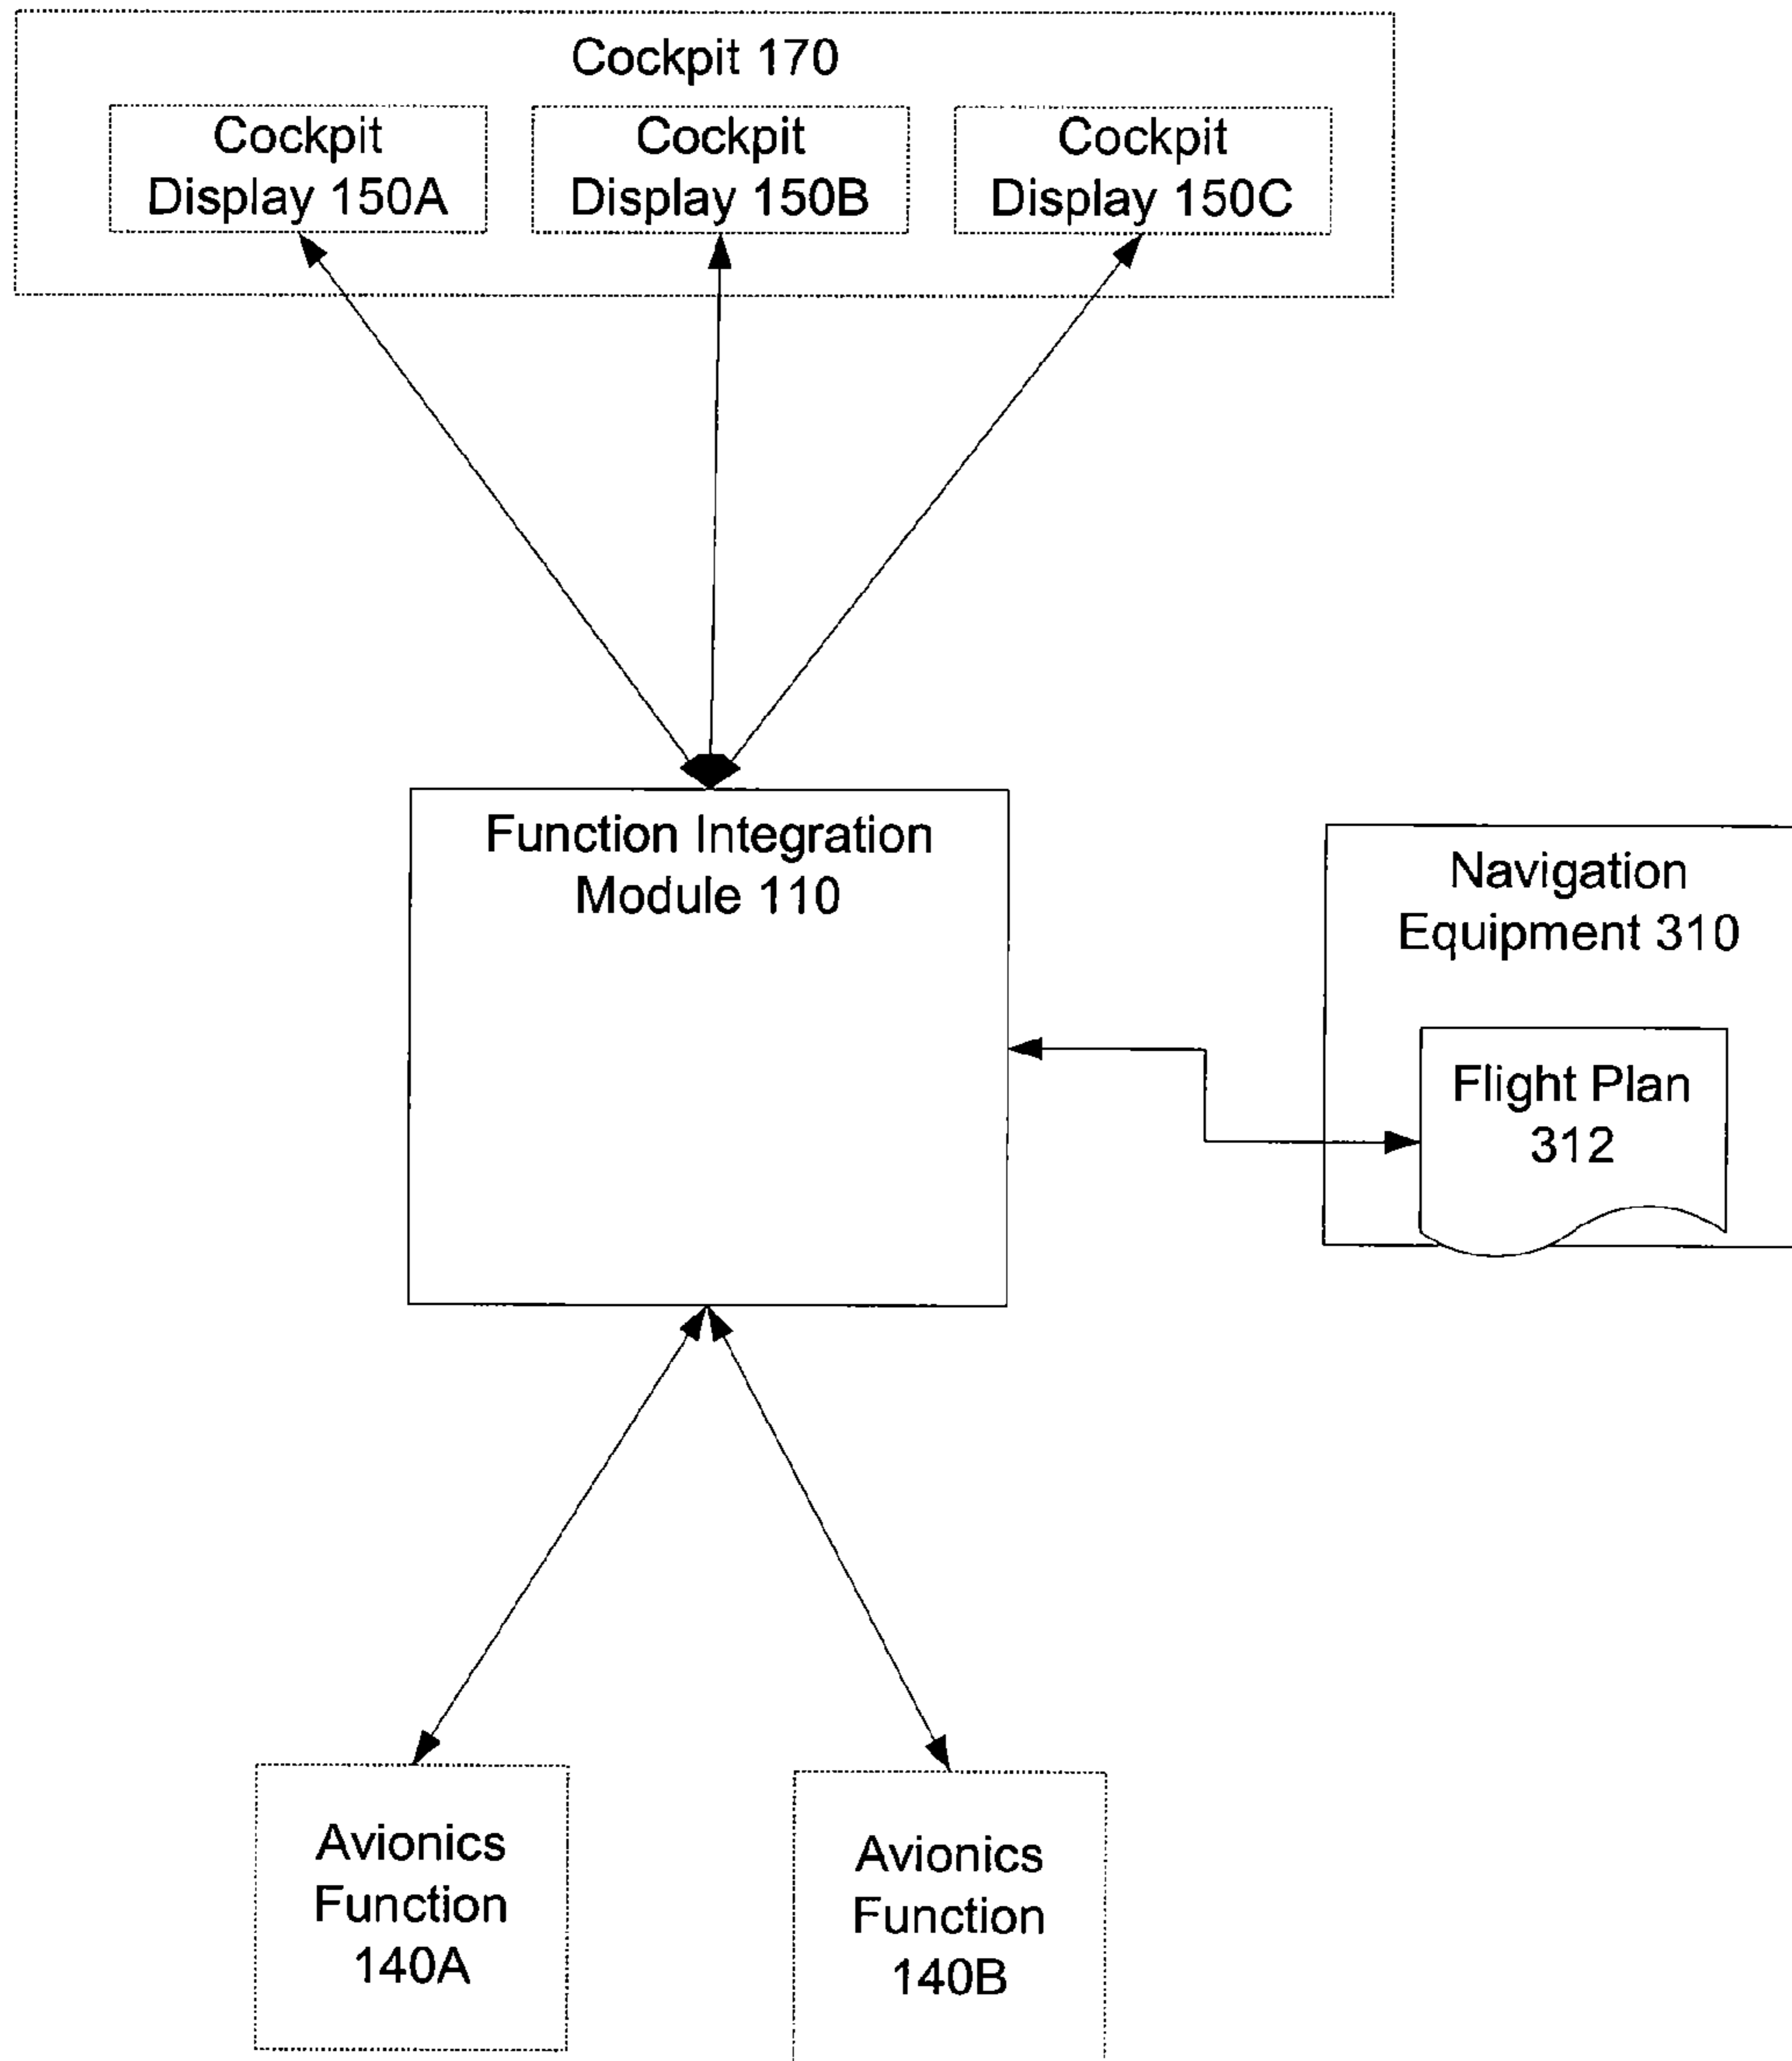 Cockpit 170
Cockpit
Display 150A
Cockpit
Display 150B
Cockpit
Display 150C
Function Integration
Module 110
Navigation
Equipment 310
Flight Plan
312
Avionics
Function
140A
Avionics
Function
140B